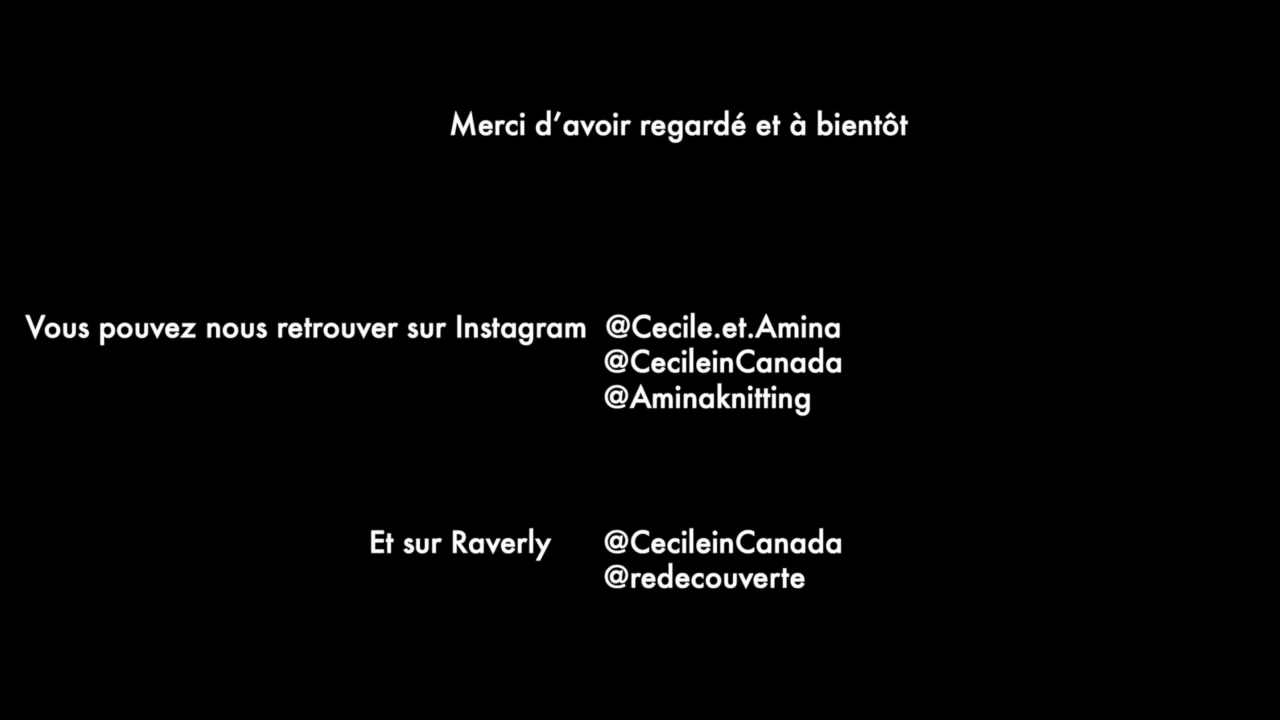 Merci d’avoir regardé et à bientôt
Vous pouvez nous retrouver sur Instagram @Cecile.et.Amina
@CecileinCanada
@Aminaknitting
Et sur Raverly @CecileinCanada
@redecouverte